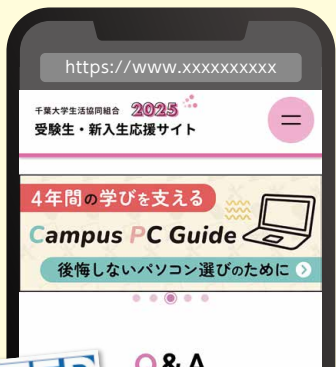 https://www.xxxxxxxxxx
千葉大学生活協同組合 2025
受験生・新入生応援サイト
4年間の学びを支える
Campus PC Guide
後悔しないパソコン選びのために
Q&A